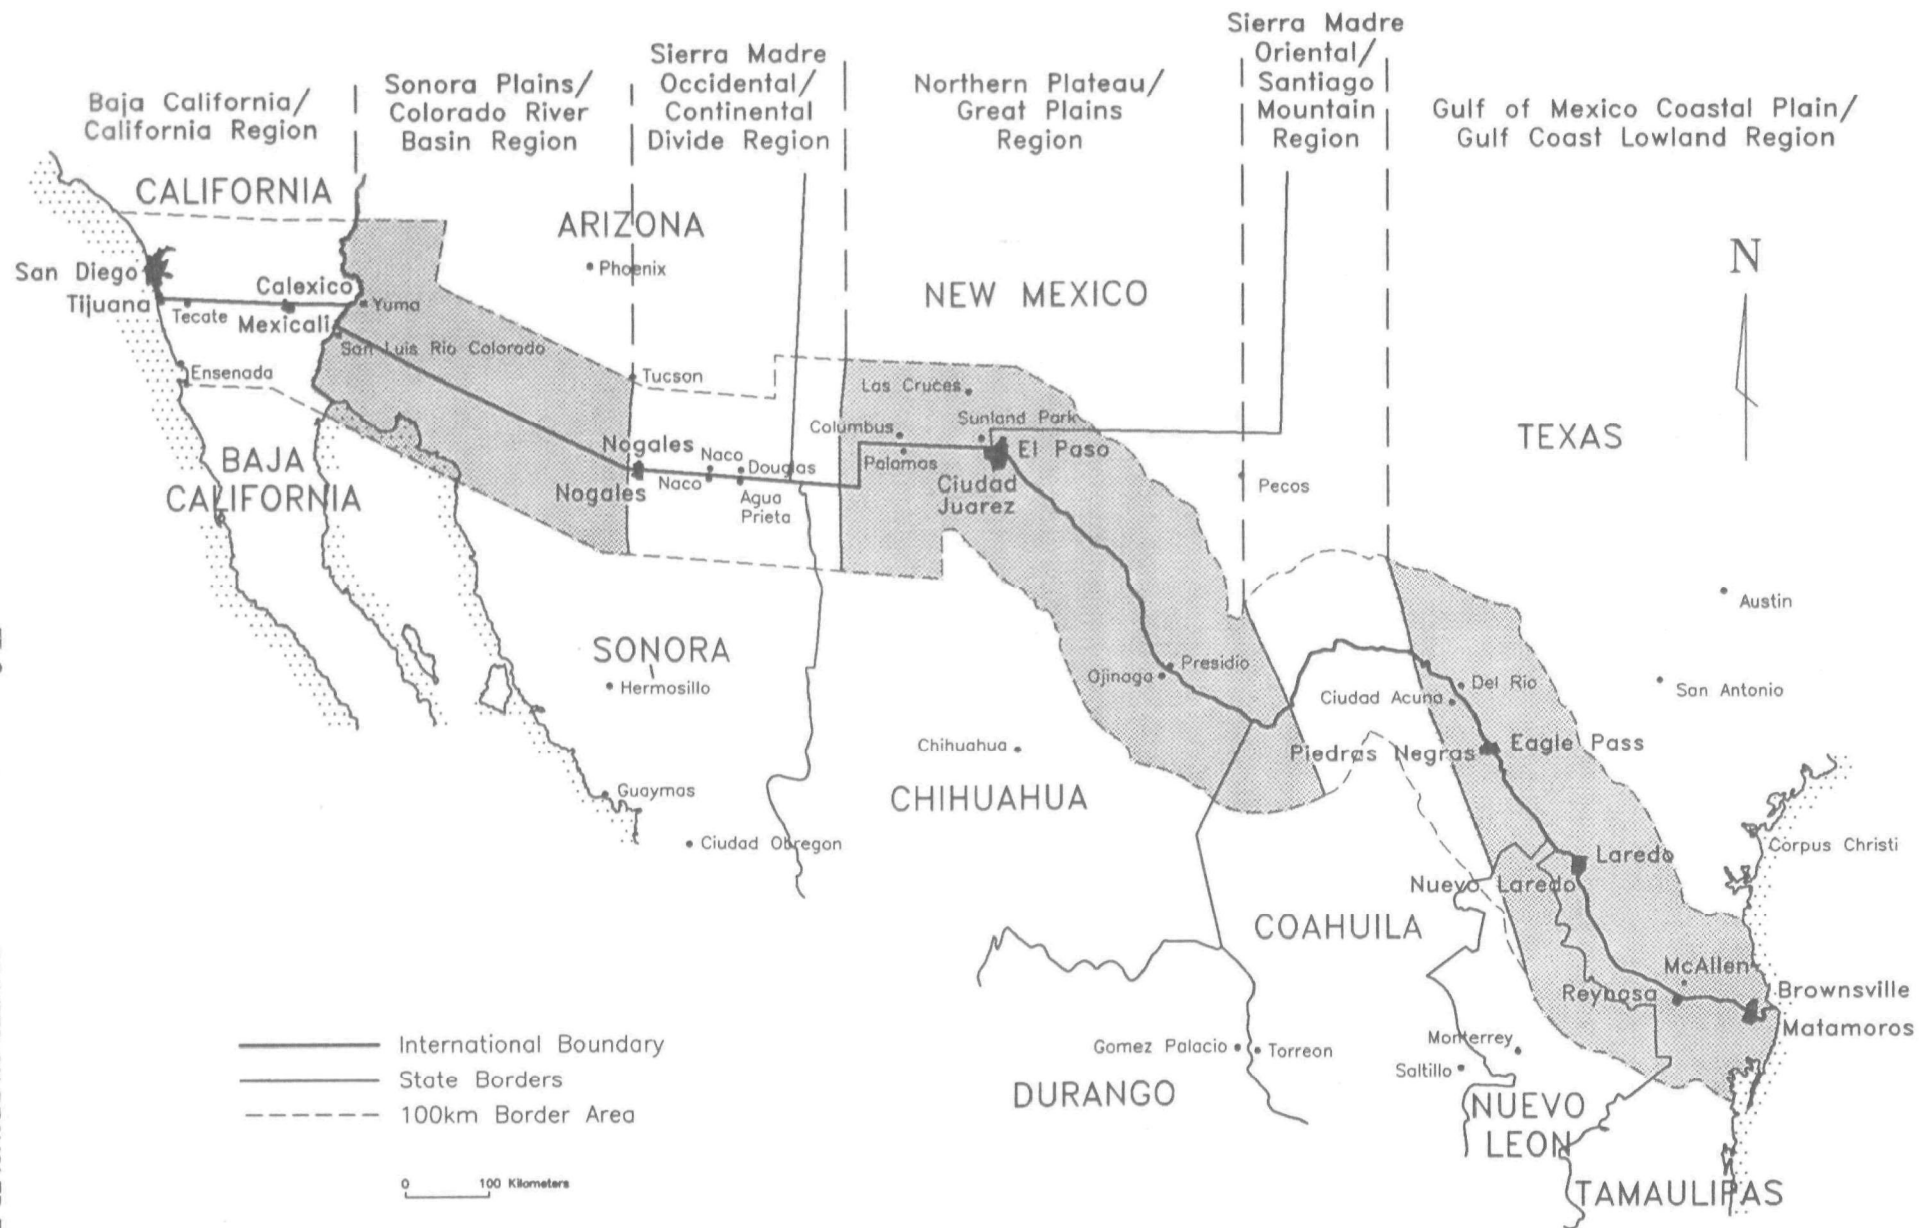 Baja California/
California Region
Sonora Plains/
Colorado River
Basin Region
Sierra Madre
Occidental/
Continental
Divide Region
Northern Plateau/
Great Plains
Region
Sierra Madre
Oriental/
Santiago
Mountain
Region
Gulf of Mexico Coastal Plain/
Gulf Coast Lowland Region
CALIFORNIA
ARIZONA
Phoenix
NEW MEXICO
N
San Diego
Tijuana
Tecate
Calexico
Mexicali
Yuma
San Luis Rio Colorado
Ensenada
Tucson
Las Cruces
Sunland Park
Columbus
Palomas
El Paso
Ciudad
Juarez
TEXAS
Nogales
Nogales
Naco
Naco
Douglas
Agua
Prieta
Pecos
BAJA
CALIFORNIA
Austin
SONORA
Hermosillo
Ojinaga
Presidio
Ciudad Acuna
Del Rio
San Antonio
Chihuahua
Piedras Negras
Eagle Pass
CHIHUAHUA
Guaymas
Ciudad Obregon
Corpus Christi
Laredo
Nuevo Laredo
COAHUILA
McAllen
Reynosa
Brownsville
Matamoros
Gomez Palacio
Torreon
Monterrey
Saltillo
DURANGO
NUEVO
LEON
TAMAULIPAS
International Boundary
State Borders
100km Border Area
0 100 Kilometers